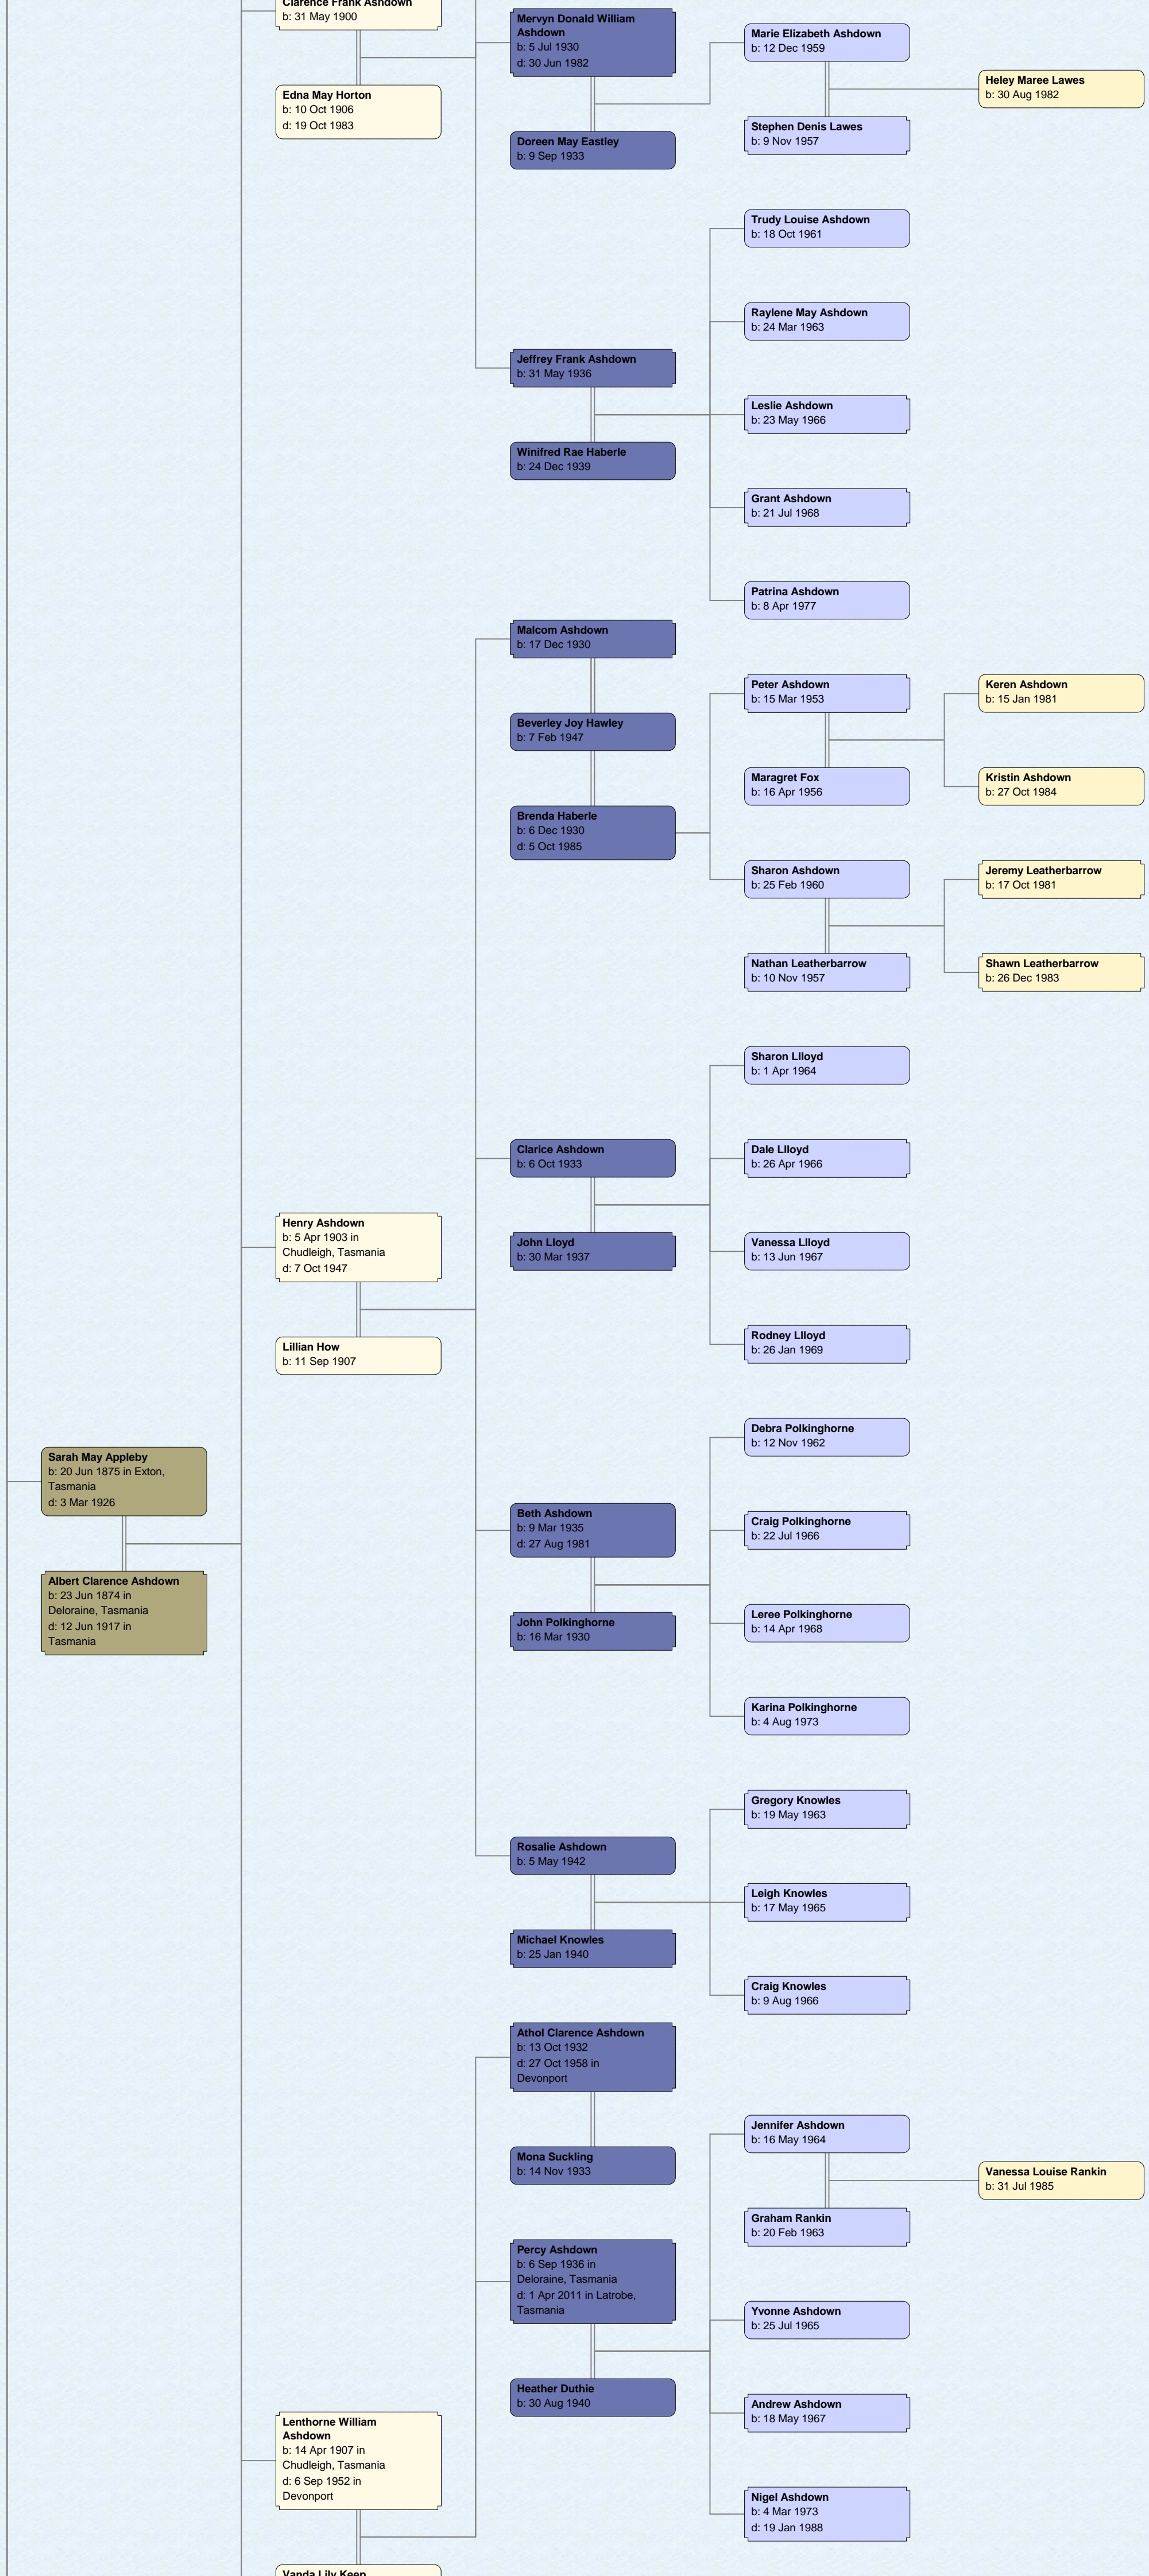 Clarence Frank Ashdown
b: 31 May 1900
Edna May Horton
b: 10 Oct 1906
d: 19 Oct 1983
Mervyn Donald William
Ashdown
b: 5 Jul 1930
d: 30 Jun 1982
Doreen May Eastley
b: 9 Sep 1933
Marie Elizabeth Ashdown
b: 12 Dec 1959
Stephen Denis Lawes
b: 9 Nov 1957
Heley Maree Lawes
b: 30 Aug 1982
Trudy Louise Ashdown
b: 18 Oct 1961
Raylene May Ashdown
b: 24 Mar 1963
Jeffrey Frank Ashdown
b: 31 May 1936
Winifred Rae Haberle
b: 24 Dec 1939
Leslie Ashdown
b: 23 May 1966
Grant Ashdown
b: 21 Jul 1968
Patrina Ashdown
b: 8 Apr 1977
Malcom Ashdown
b: 17 Dec 1930
Beverley Joy Hawley
b: 7 Feb 1947
Brenda Haberle
b: 6 Dec 1930
d: 5 Oct 1985
Peter Ashdown
b: 15 Mar 1953
Maragret Fox
b: 16 Apr 1956
Keren Ashdown
b: 15 Jan 1981
Kristin Ashdown
b: 27 Oct 1984
Sharon Ashdown
b: 25 Feb 1960
Nathan Leatherbarrow
b: 10 Nov 1957
Jeremy Leatherbarrow
b: 17 Oct 1981
Shawn Leatherbarrow
b: 26 Dec 1983
Sharon Llloyd
b: 1 Apr 1964
Clarice Ashdown
b: 6 Oct 1933
John Lloyd
b: 30 Mar 1937
Dale Llloyd
b: 26 Apr 1966
Vanessa Llloyd
b: 13 Jun 1967
Rodney Llloyd
b: 26 Jan 1969
Henry Ashdown
b: 5 Apr 1903 in
Chudleigh, Tasmania
d: 7 Oct 1947
Lillian How
b: 11 Sep 1907
Sarah May Appleby
b: 20 Jun 1875 in Exton,
Tasmania
d: 3 Mar 1926
Albert Clarence Ashdown
b: 23 Jun 1874 in
Deloraine, Tasmania
d: 12 Jun 1917 in
Tasmania
Debra Polkinghorne
b: 12 Nov 1962
Beth Ashdown
b: 9 Mar 1935
d: 27 Aug 1981
John Polkinghorne
b: 16 Mar 1930
Craig Polkinghorne
b: 22 Jul 1966
Leree Polkinghorne
b: 14 Apr 1968
Karina Polkinghorne
b: 4 Aug 1973
Gregory Knowles
b: 19 May 1963
Rosalie Ashdown
b: 5 May 1942
Michael Knowles
b: 25 Jan 1940
Leigh Knowles
b: 17 May 1965
Craig Knowles
b: 9 Aug 1966
Athol Clarence Ashdown
b: 13 Oct 1932
d: 27 Oct 1958 in
Devonport
Mona Suckling
b: 14 Nov 1933
Jennifer Ashdown
b: 16 May 1964
Graham Rankin
b: 20 Feb 1963
Vanessa Louise Rankin
b: 31 Jul 1985
Percy Ashdown
b: 6 Sep 1936 in
Deloraine, Tasmania
d: 1 Apr 2011 in Latrobe,
Tasmania
Heather Duthie
b: 30 Aug 1940
Yvonne Ashdown
b: 25 Jul 1965
Andrew Ashdown
b: 18 May 1967
Nigel Ashdown
b: 4 Mar 1973
d: 19 Jan 1988
Lenthorne William
Ashdown
b: 14 Apr 1907 in
Chudleigh, Tasmania
d: 6 Sep 1952 in
Devonport
Vanda Lily Keep